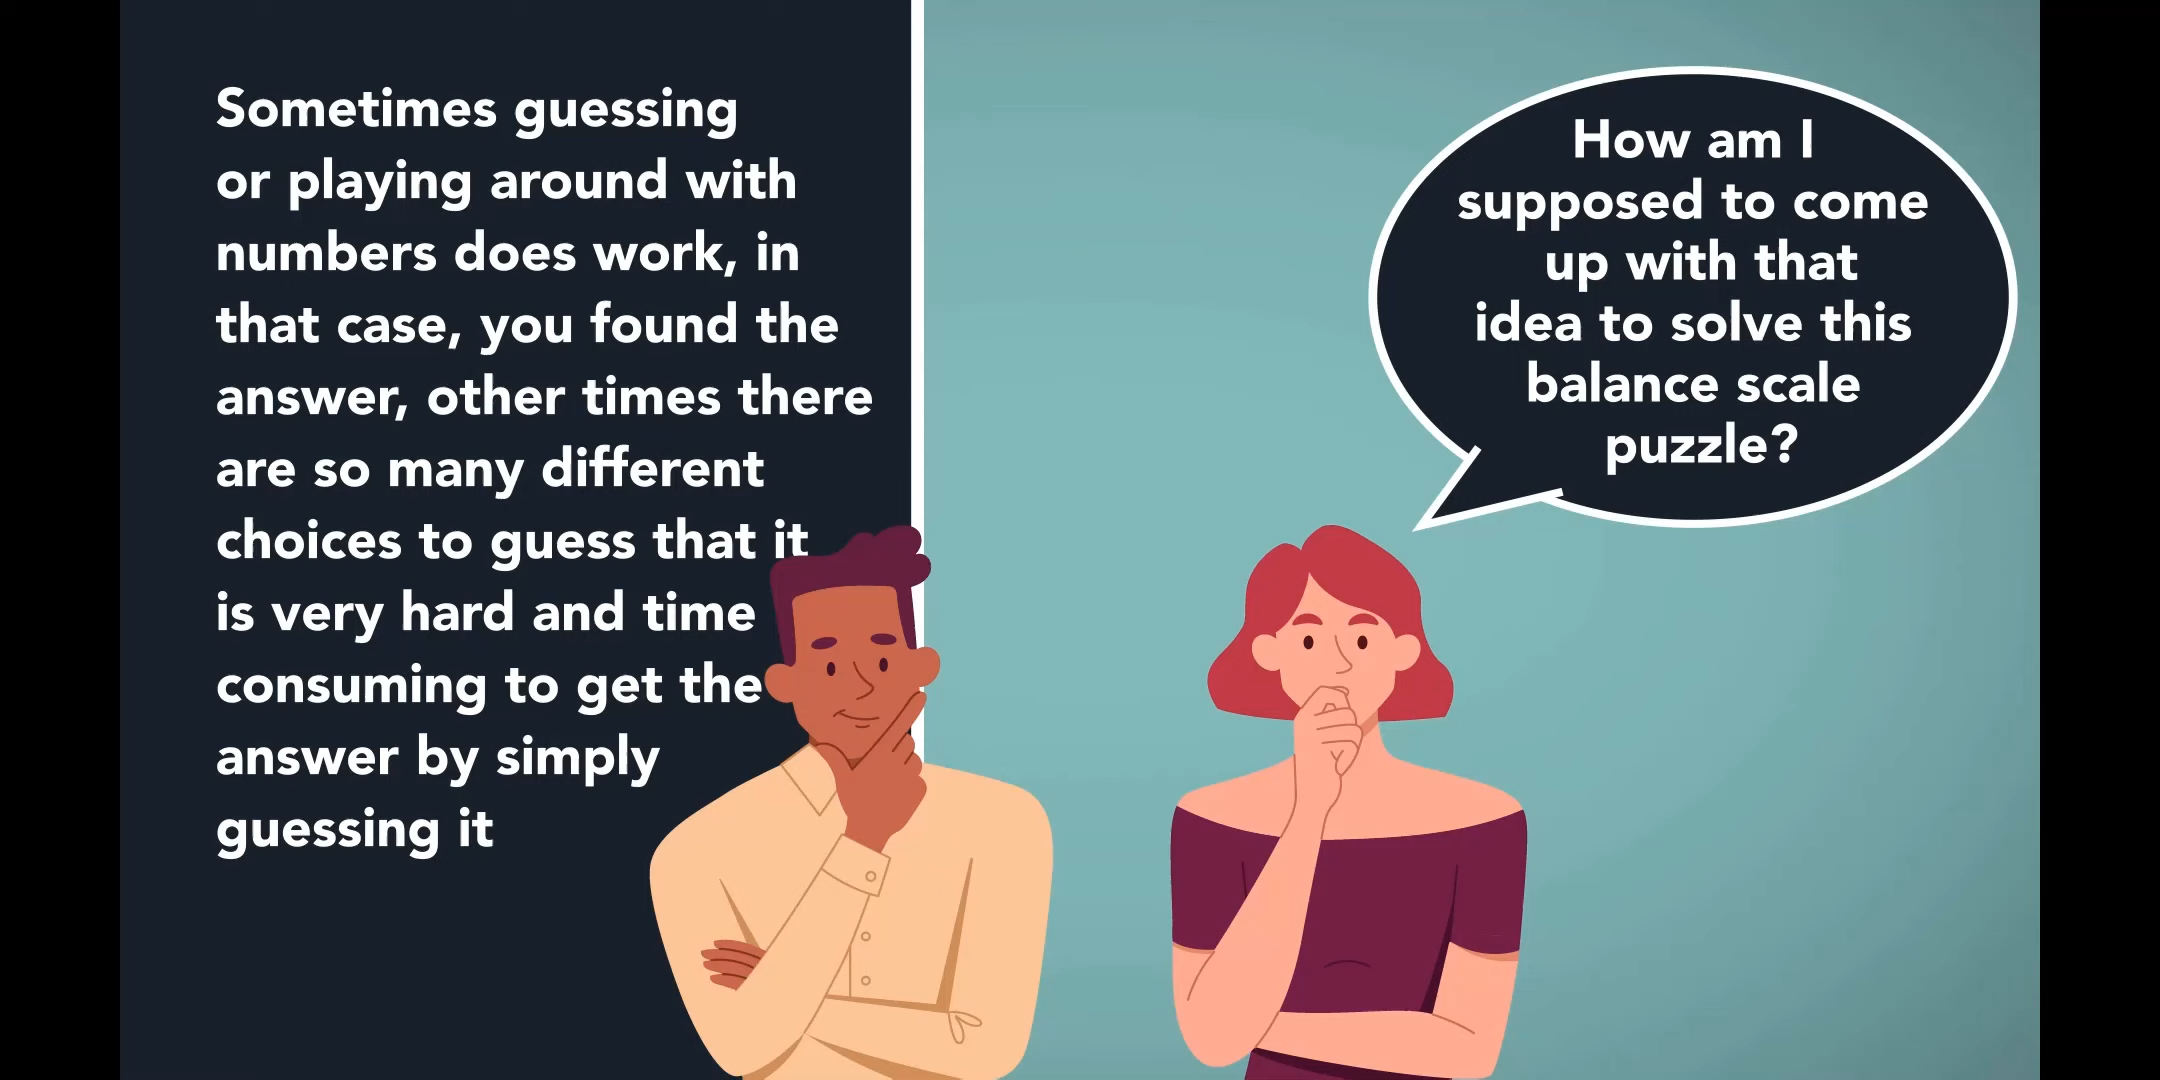 Sometimes guessing
or playing around with
numbers does work, in
that case, you found the
answer, other times there
are so many different
choices to guess that it
is very hard and time
consuming to get the
answer by simply
guessing it
How am I
supposed to come
up with that
idea to solve this
balance scale
puzzle?